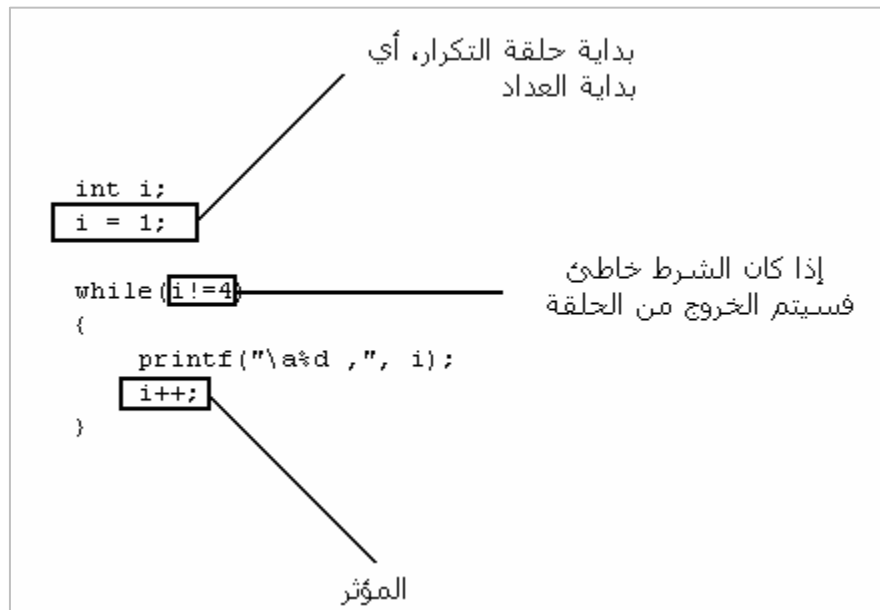 بداية حلقة التكرار، أي
بداية العداد
int i;
i = 1;
while(i!=4)
إذا كان الشرط خاطئ
فسيتم الخروج من الحلقة
{
printf("\a%d ,", i);
i++;
}
المؤثر